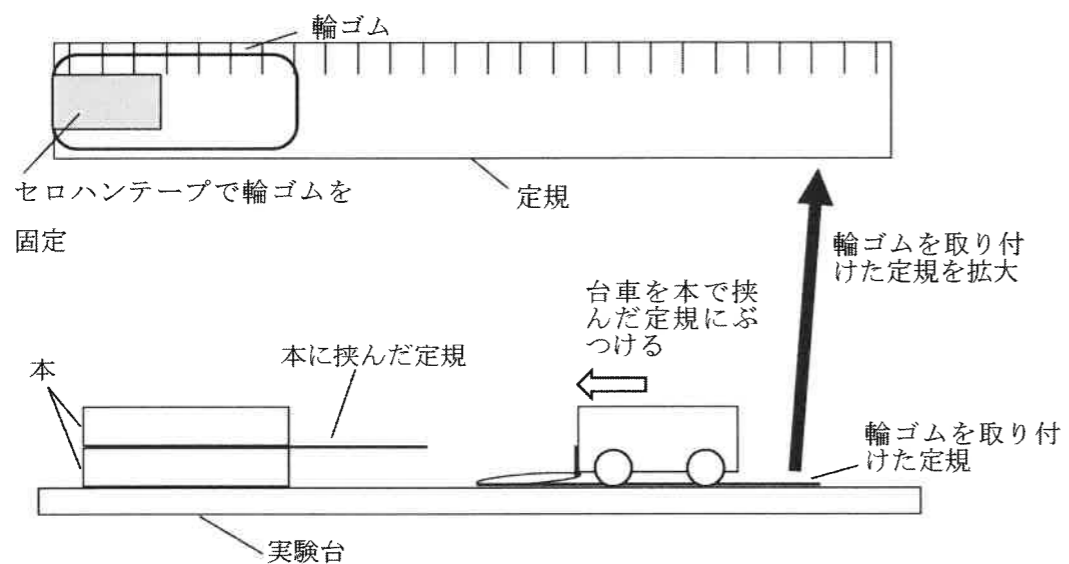 輪ゴム
セロハンテープで輪ゴムを
固定
定規
輪ゴムを取り付
けた定規を拡大
台車を本で挟
んだ定規にぶ
つける
本に挟んだ定規
本
輪ゴムを取り付
けた定規
実験台